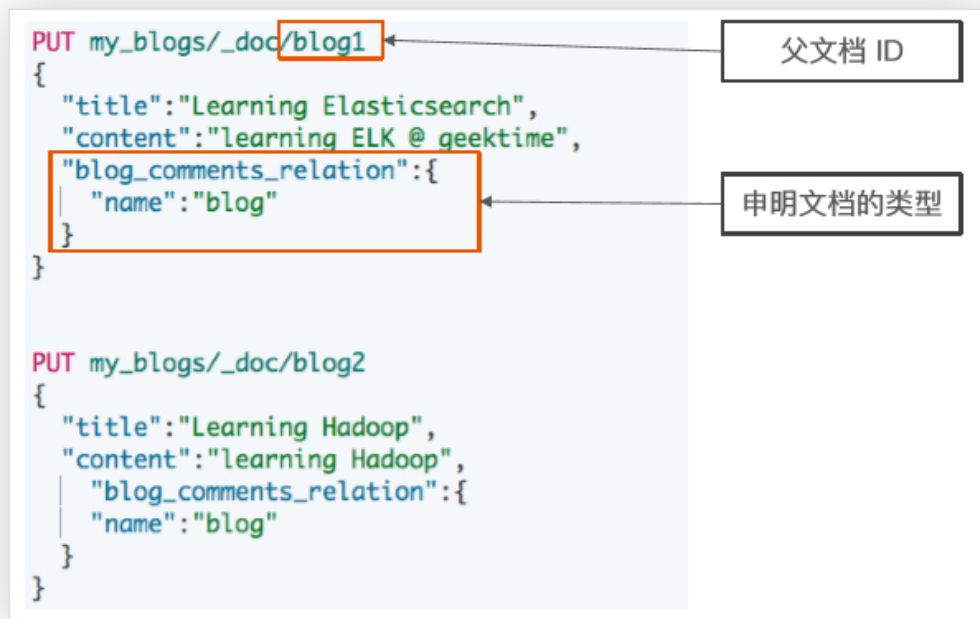 PUT my_blogs/_doc/blog1
父文档 ID
{
"title":"Learning Elasticsearch",
"content":"learning ELK @ geektime",
"blog_comments_relation":{
"name":"blog"
申明文档的类型
}
}
PUT my_blogs/_doc/blog2
{
"title":"Learning Hadoop",
"content":"learning Hadoop",
"blog_comments_relation":{
"name":"blog"
}
}